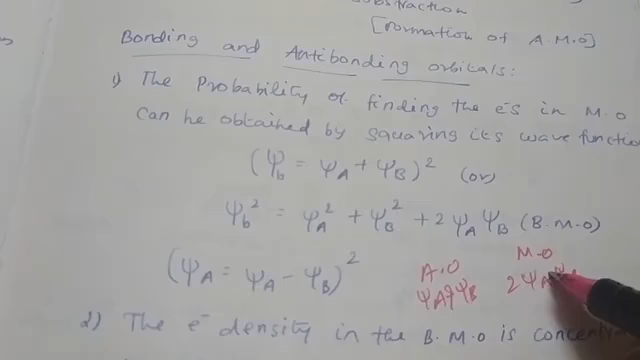 [Formation of A.M.O]
Bonding and Antibonding orbitals:
1) The Probability of finding the e⁻s in M.O
Can be obtained by squaring its wave function
(Ψb = ΨA + ΨB)² (or)
Ψb² = ΨA² + ΨB² + 2ΨAΨB (B.M.O)
(ΨA = ΨA − ΨB)²
A.O
M.O
ΨA & ΨB
2ΨA
2) The e⁻ density in the B.M.O is